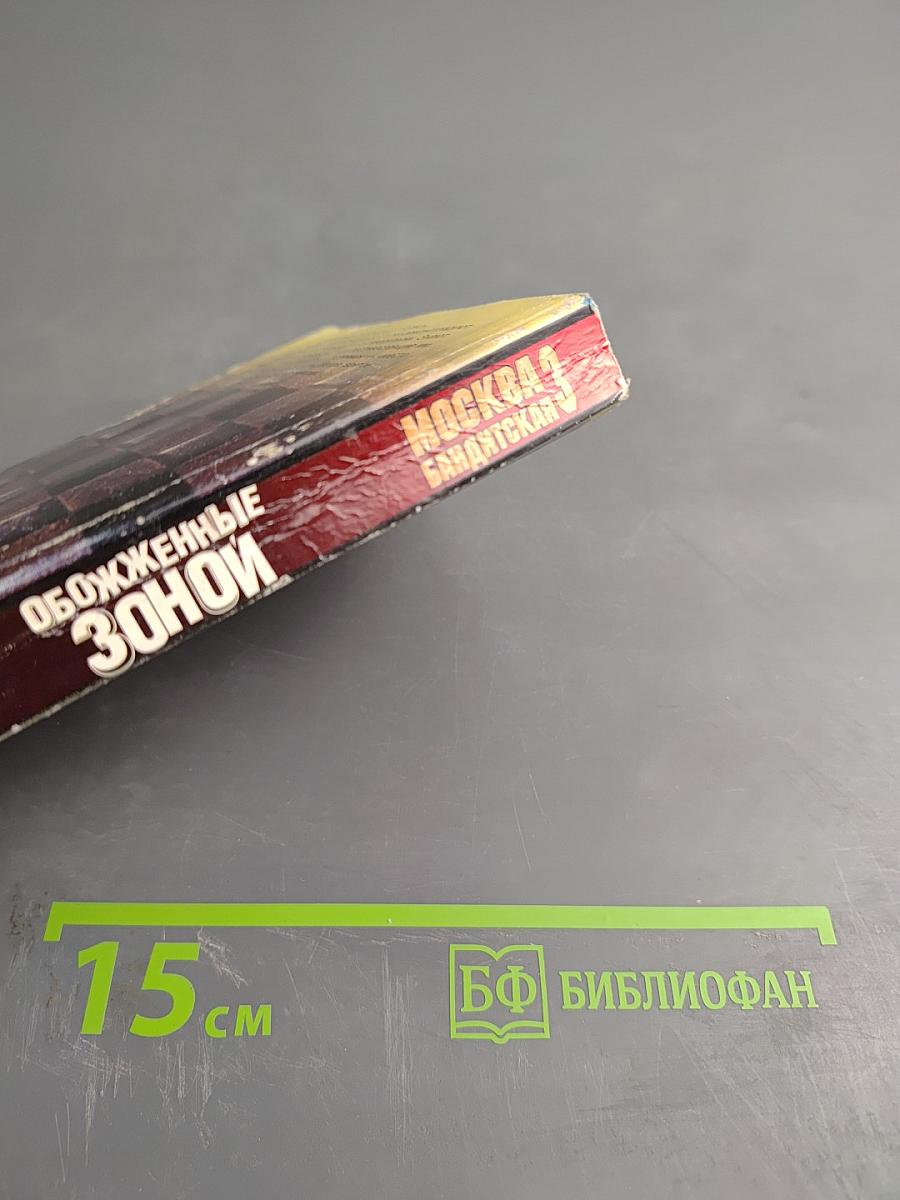 МОСКВА 3
БАНДИТСКАЯ
ОБОЖЖЕННЫЕ
ЗОНОЙ
15 см
БФ БИБЛИОФАН